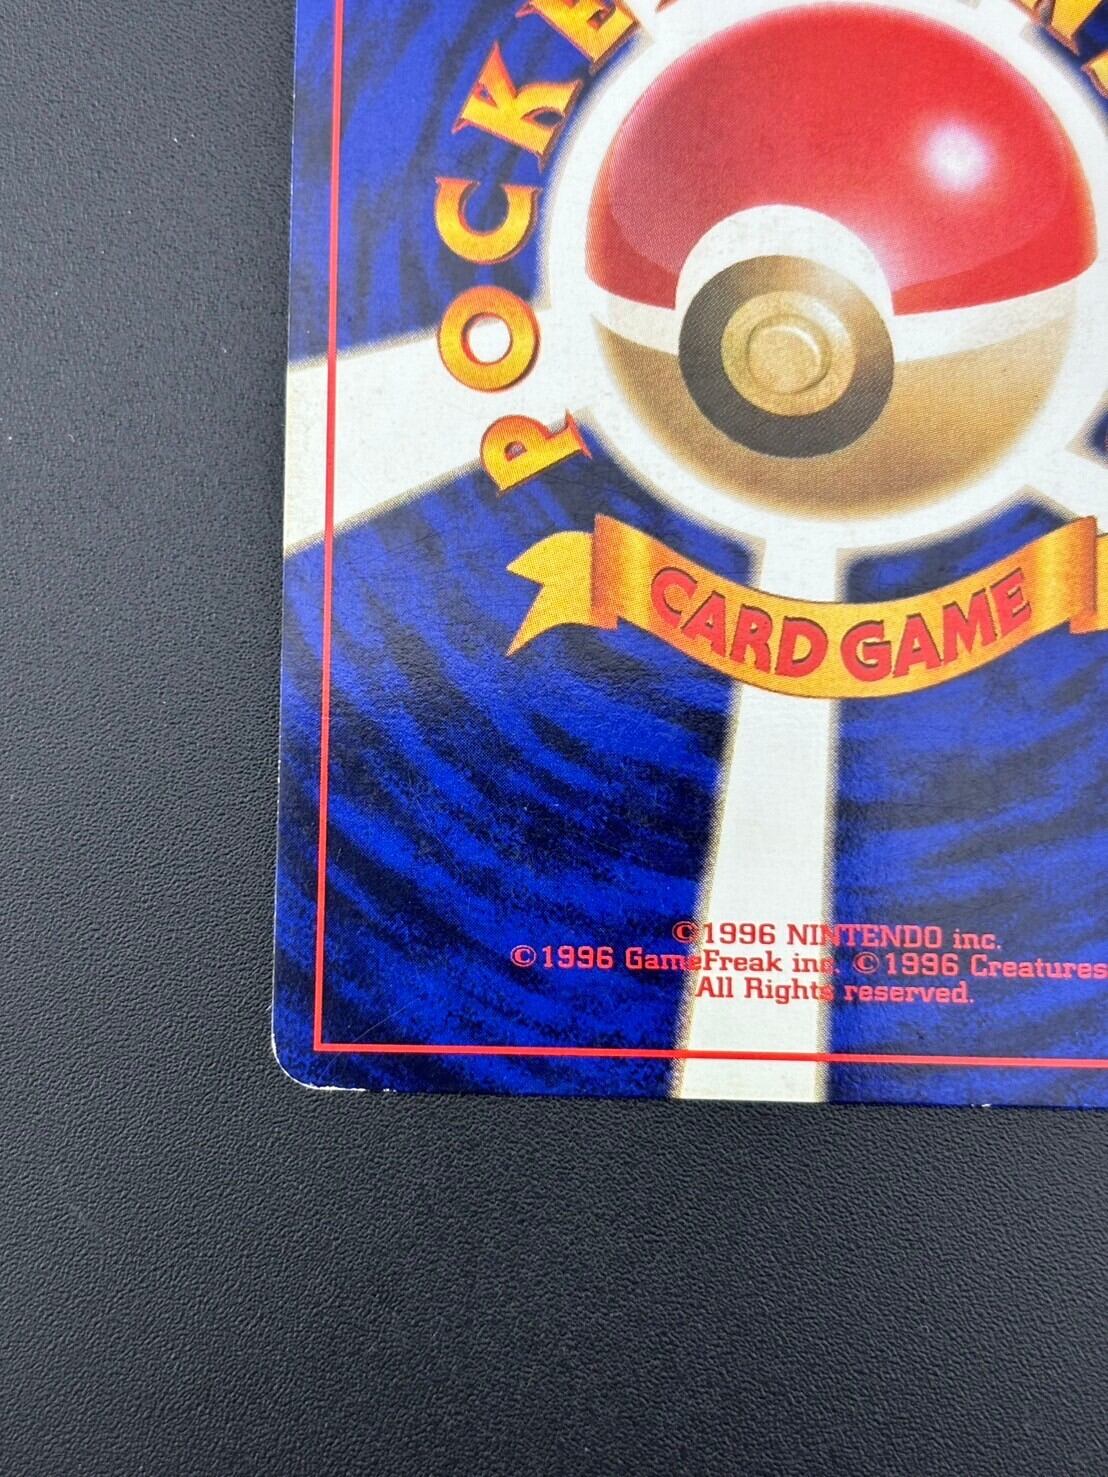 POCKE
CARD GAME
©1996 NINTENDO inc.
©1996 GameFreak inc. ©1996 Creatures
All Rights reserved.